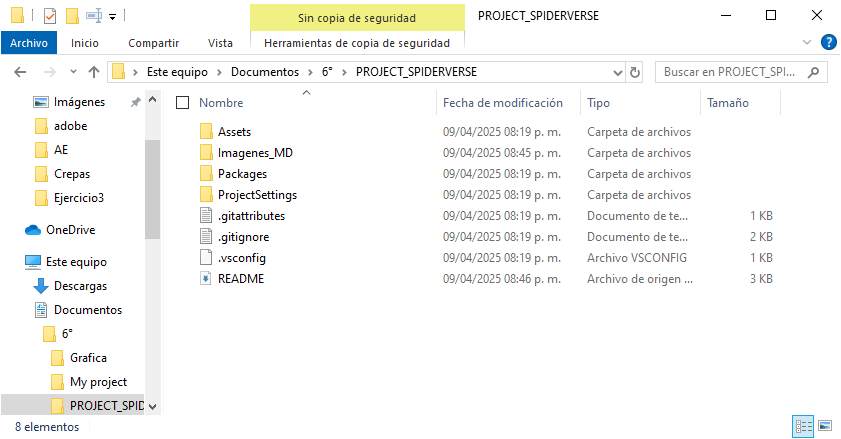 Sin copia de seguridad
PROJECT_SPIDERVERSE
Archivo
Inicio
Compartir
Vista
Herramientas de copia de seguridad
Este equipo > Documentos > 6° > PROJECT_SPIDERVERSE
Buscar en PROJECT_SPI...
Imágenes
adobe
AE
Crepas
Ejercicio3
OneDrive
Este equipo
Descargas
Documentos
6°
Grafica
My project
PROJECT_SPID
Nombre Fecha de modificación Tipo Tamaño
Assets 09/04/2025 08:19 p. m. Carpeta de archivos
Imagenes_MD 09/04/2025 08:45 p. m. Carpeta de archivos
Packages 09/04/2025 08:19 p. m. Carpeta de archivos
ProjectSettings 09/04/2025 08:19 p. m. Carpeta de archivos
.gitattributes 09/04/2025 08:19 p. m. Documento de te... 1 KB
.gitignore 09/04/2025 08:19 p. m. Documento de te... 2 KB
.vsconfig 09/04/2025 08:19 p. m. Archivo VSCONFIG 1 KB
README 09/04/2025 08:46 p. m. Archivo de origen ... 3 KB
8 elementos